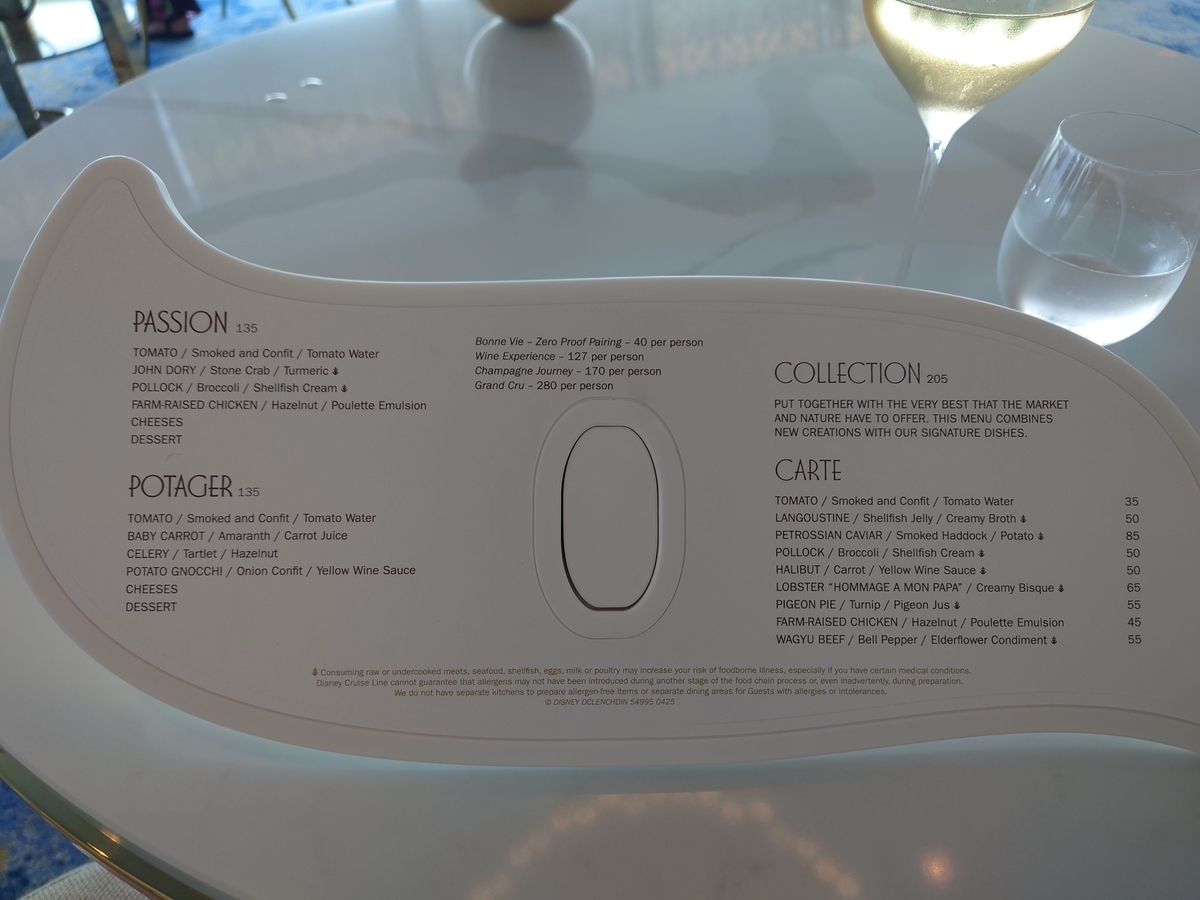 PASSION 135
TOMATO / Smoked and Confit / Tomato Water
JOHN DORY / Stone Crab / Turmeric
POLLOCK / Broccoli / Shellfish Cream
FARM-RAISED CHICKEN / Hazelnut / Poulette Emulsion
CHEESES
DESSERT
POTAGER 135
TOMATO / Smoked and Confit / Tomato Water
BABY CARROT / Amaranth / Carrot Juice
CELERY / Tartlet / Hazelnut
POTATO GNOCCHI / Onion Confit / Yellow Wine Sauce
CHEESES
DESSERT
Bonne Vie – Zero Proof Pairing – 40 per person
Wine Experience – 127 per person
Champagne Journey – 170 per person
Grand Cru – 280 per person
COLLECTION 205
PUT TOGETHER WITH THE VERY BEST THAT THE MARKET
AND NATURE HAVE TO OFFER. THIS MENU COMBINES
NEW CREATIONS WITH OUR SIGNATURE DISHES.
CARTE
TOMATO / Smoked and Confit / Tomato Water 35
LANGOUSTINE / Shellfish Jelly / Creamy Broth 50
PETROSSIAN CAVIAR / Smoked Haddock / Potato 85
POLLOCK / Broccoli / Shellfish Cream 50
HALIBUT / Carrot / Yellow Wine Sauce 50
LOBSTER "HOMMAGE A MON PAPA" / Creamy Bisque 65
PIGEON PIE / Turnip / Pigeon Jus 55
FARM-RAISED CHICKEN / Hazelnut / Poulette Emulsion 45
WAGYU BEEF / Bell Pepper / Elderflower Condiment 55
Consuming raw or undercooked meats, seafood, shellfish, eggs, milk or poultry may increase your risk of foodborne illness, especially if you have certain medical conditions.
Disney Cruise Line cannot guarantee that allergens may not have been introduced during another stage of the food chain process or, even inadvertently, during preparation.
We do not have separate kitchens to prepare allergen-free items or separate dining areas for Guests with allergies or intolerances.
© DISNEY DCLENCHDIN 54995 0425